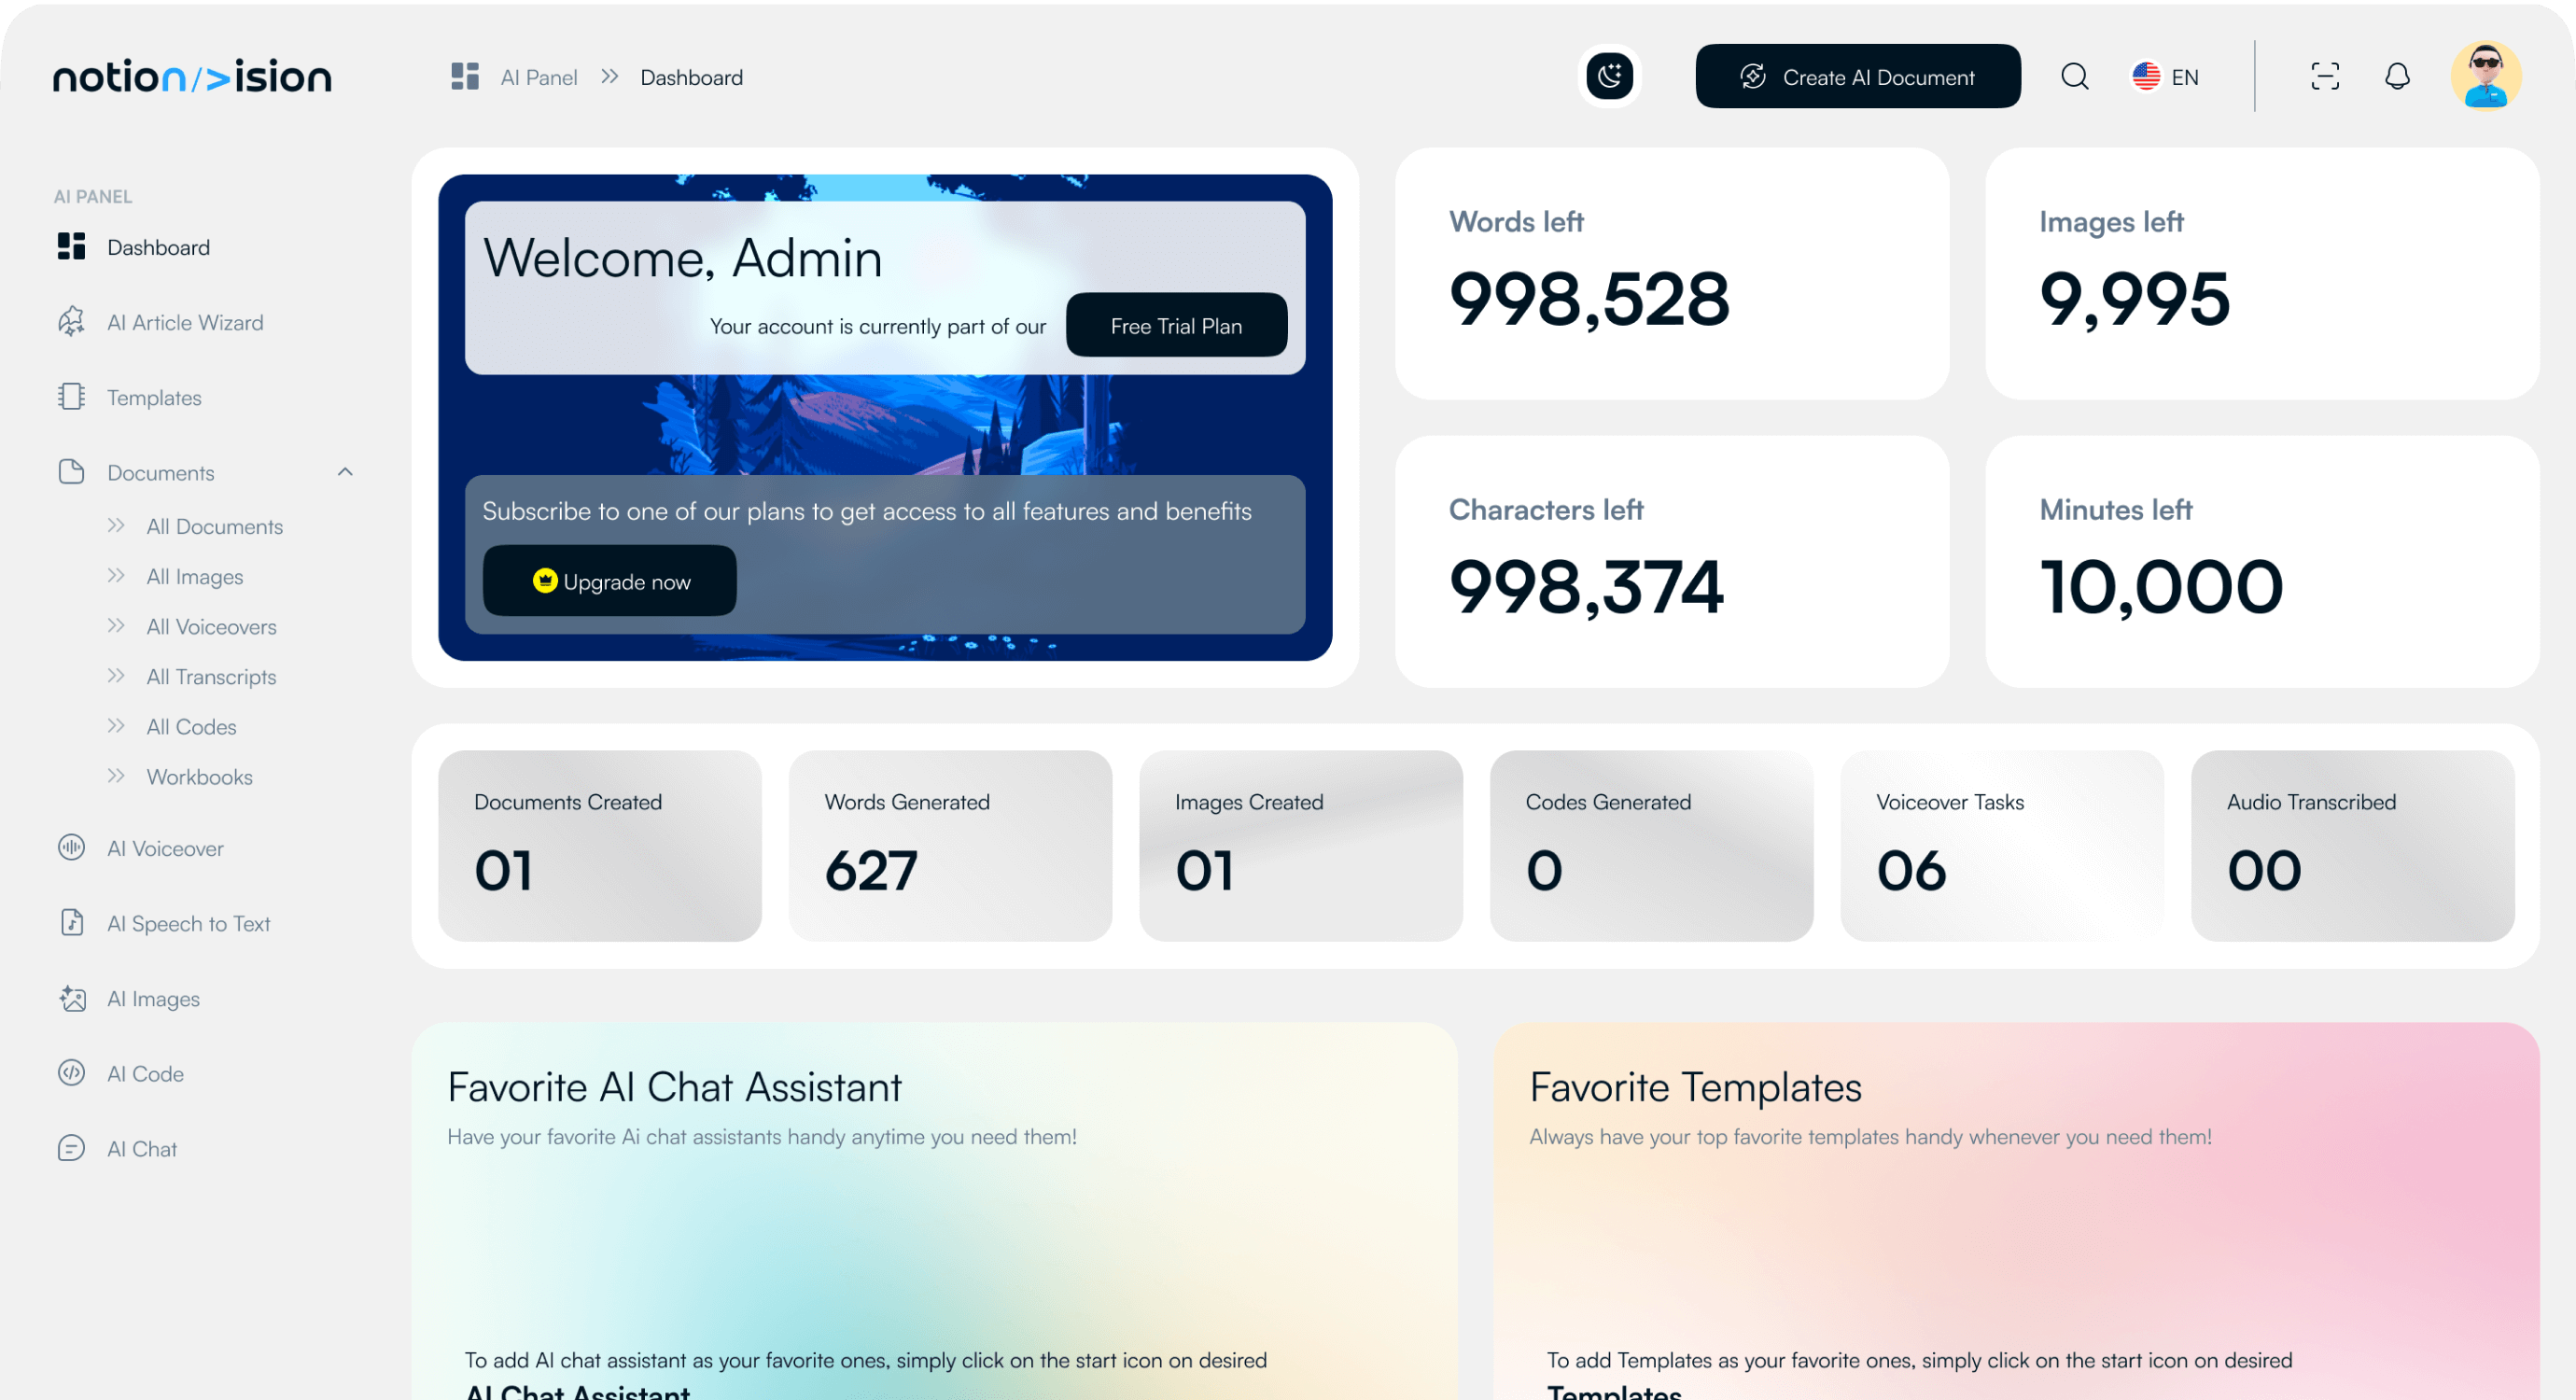 notion/>ision
AI Panel
Dashboard
Create AI Document
EN
AI PANEL
Dashboard
AI Article Wizard
Templates
Documents
All Documents
All Images
All Voiceovers
All Transcripts
All Codes
Workbooks
AI Voiceover
AI Speech to Text
AI Images
AI Code
AI Chat
Welcome, Admin
Your account is currently part of our
Free Trial Plan
Subscribe to one of our plans to get access to all features and benefits
Upgrade now
Words left
998,528
Images left
9,995
Characters left
998,374
Minutes left
10,000
Documents Created
01
Words Generated
627
Images Created
01
Codes Generated
0
Voiceover Tasks
06
Audio Transcribed
00
Favorite AI Chat Assistant
Have your favorite Ai chat assistants handy anytime you need them!
To add AI chat assistant as your favorite ones, simply click on the start icon on desired
AI Chat Assistant
Favorite Templates
Always have your top favorite templates handy whenever you need them!
To add Templates as your favorite ones, simply click on the start icon on desired
Templates